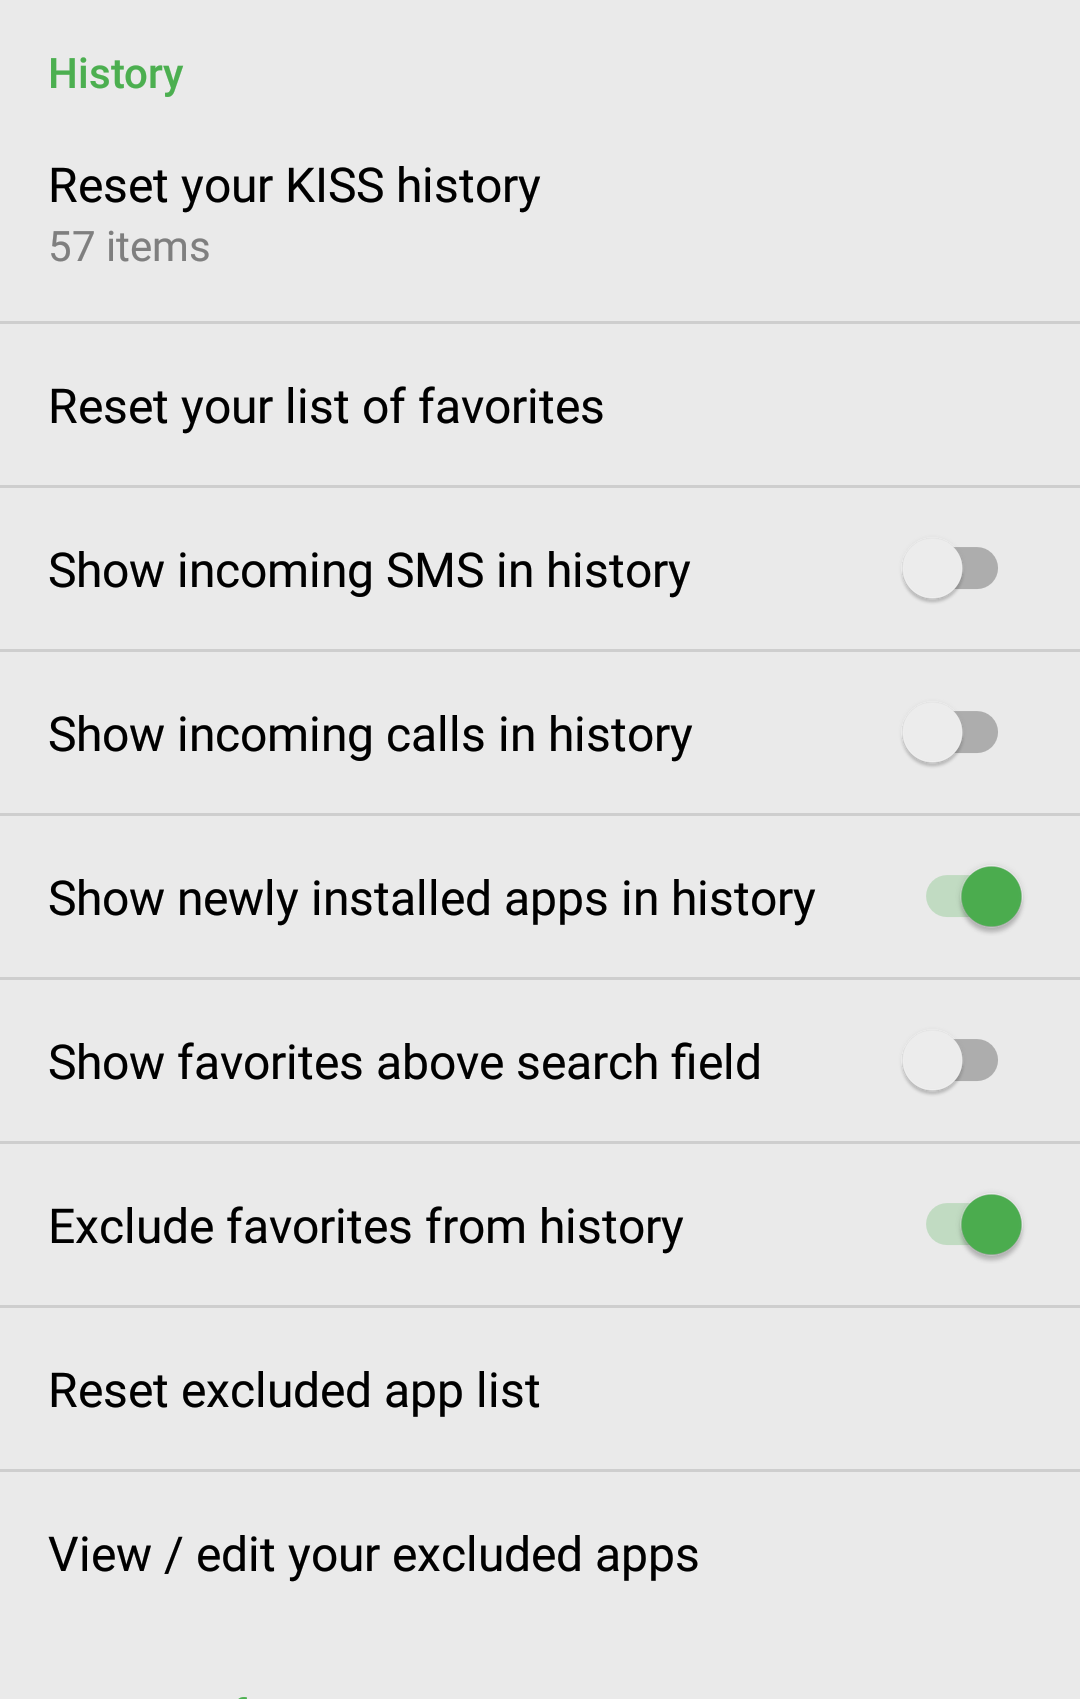 History
Reset your KISS history
57 items
Reset your list of favorites
Show incoming SMS in history
Show incoming calls in history
Show newly installed apps in history
Show favorites above search field
Exclude favorites from history
Reset excluded app list
View / edit your excluded apps